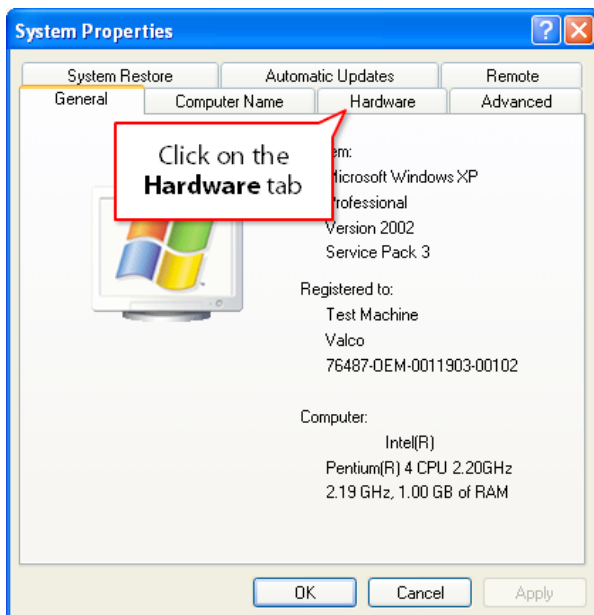 System Properties
System Restore Automatic Updates Remote
General Computer Name Hardware Advanced
Click on the
Hardware tab
Microsoft Windows XP
Professional
Version 2002
Service Pack 3
Registered to:
Test Machine
Valco
76487-OEM-0011903-00102
Computer:
Intel(R)
Pentium(R) 4 CPU 2.20GHz
2.19 GHz, 1.00 GB of RAM
OK Cancel Apply